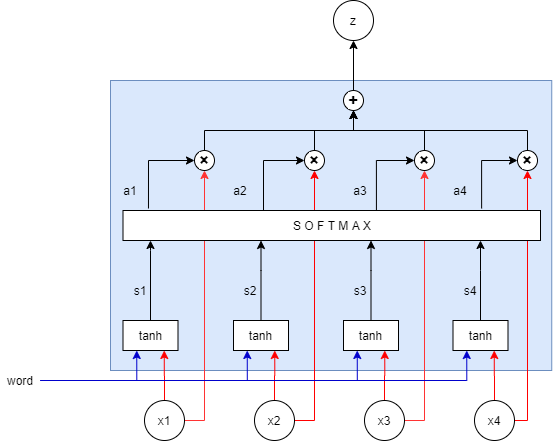 z
+
× × × ×
a1 a2 a3 a4
SOFTMAX
s1 s2 s3 s4
tanh tanh tanh tanh
word
x1 x2 x3 x4